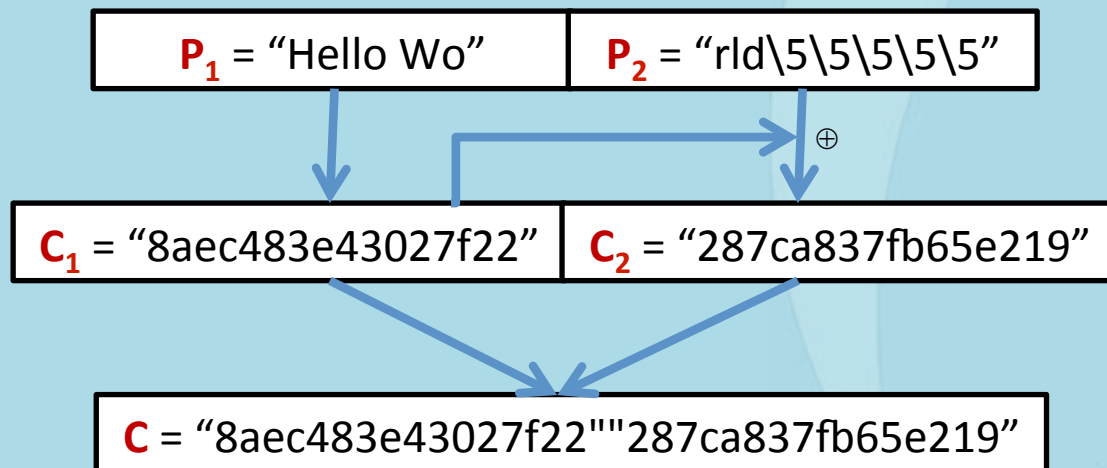 P1 = “Hello Wo” P2 = “rld\5\5\5\5\5”
⊕
C1 = “8aec483e43027f22” C2 = “287ca837fb65e219”
C = “8aec483e43027f22""287ca837fb65e219”